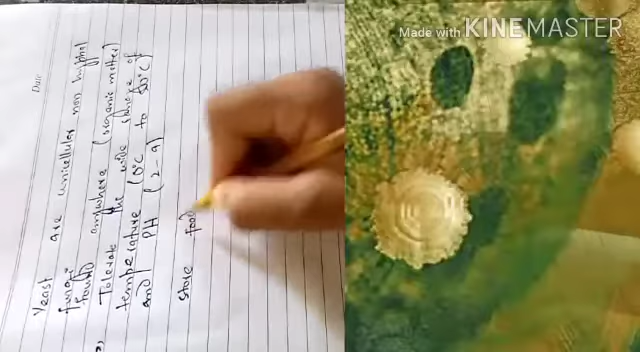 Date
Yeast are unicellular non hyphal
fungi
Found anywhere (organic matter)
Tolerate the wide range of
temperature (0°C to 50°C)
and PH (2-9)
Store food
Made with KINEMASTER